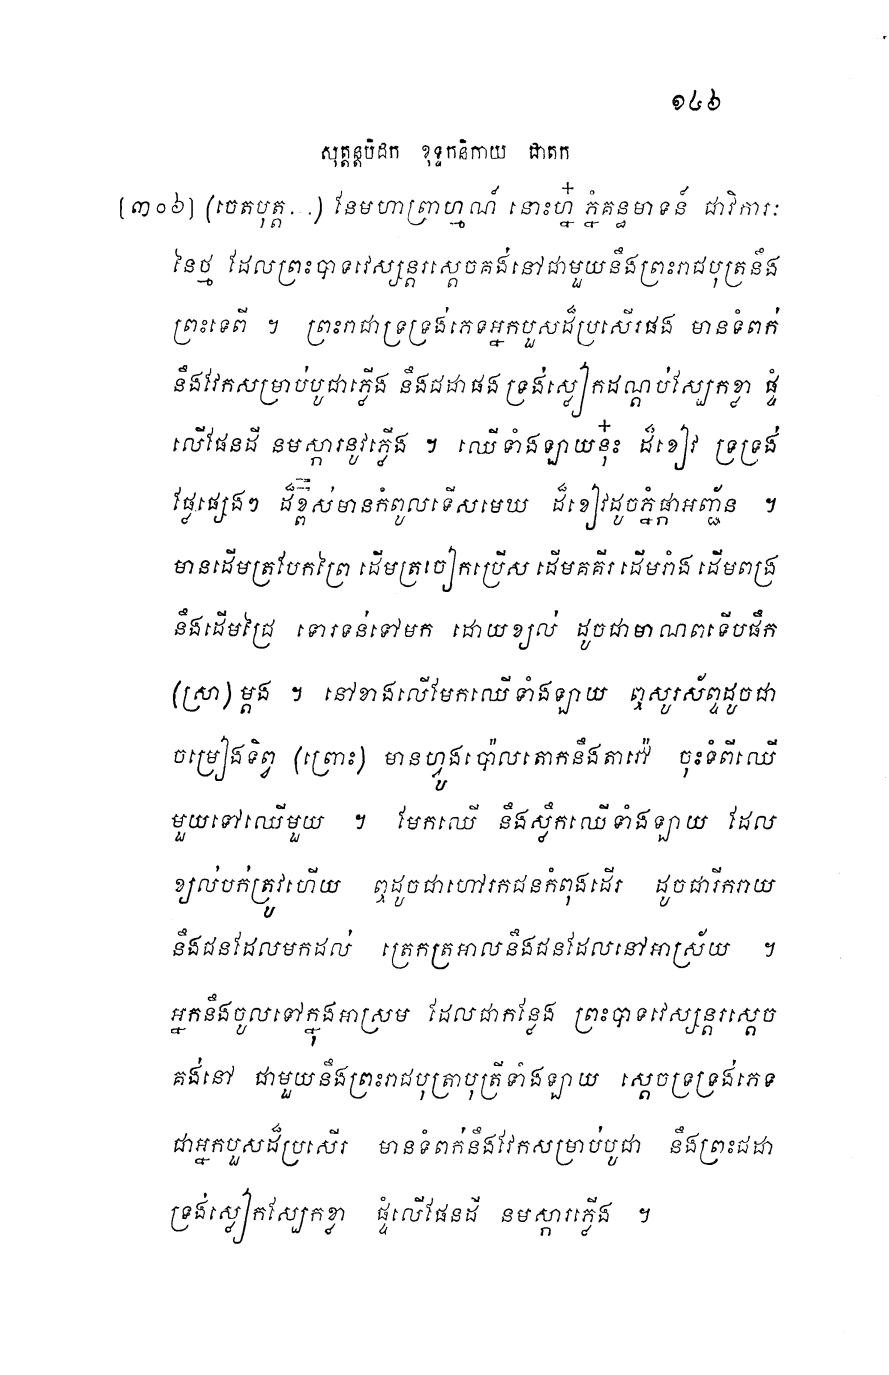 ១៤៦
សុត្តន្តបិដក ខុទ្ទកនិកាយ ជាតក
[៣០៦] (ចេតបុត្ត...) នែមហាព្រាហ្មណ៍ នោះហ្ន៎ ភ្នំគន្ធមាទន៍ ជាវិការៈ
នៃថ្ម ដែលព្រះបាទវេស្សន្តរស្តេចគង់នៅជាមួយនឹងព្រះរាជបុត្រនឹង
ព្រះទេពី ។ ព្រះរាជាទ្រទ្រង់ភេទអ្នកបួសដ៏ប្រសើរផង មានទំពក់
នឹងវែកសម្រាប់បូជាភ្លើង នឹងជដាផង ទ្រង់ស្លៀកដណ្តប់ស្បែកខ្លា ផ្ទំ
លើផែនដី នមស្ការនូវភ្លើង ។ ឈើទាំងឡាយនុ៎ះ ដ៏ខៀវ ទ្រទ្រង់
ផ្លែផ្សេងៗ ដ៏ខ្ពស់មានកំពូលទើសមេឃ ដ៏ខៀវដូចភ្នំផ្តាអញ្ជ័ន ។
មានដើមត្របែកព្រៃ ដើមត្រចៀកប្រើស ដើមគគីរ ដើមរាំង ដើមពង្រ
នឹងដើមជ្រៃ ទោរទន់ទៅមក ដោយខ្យល់ ដូចជាមាណពទើបផឹក
(ស្រា) ម្តង ។ នៅខាងលើមែកឈើទាំងឡាយ ឮសូរស័ព្ទដូចជា
ចម្រៀងទិព្វ (ព្រោះ) មានហ្វូងប៉ោលតោកនឹងតាវ៉ៅ ចុះទំពីឈើ
មួយទៅឈើមួយ ។ មែកឈើ នឹងស្លឹកឈើទាំងឡាយ ដែល
ខ្យល់បក់ត្រូវហើយ ឮដូចជាហៅរកជនកំពុងដើរ ដូចជារីករាយ
នឹងជនដែលមកដល់ ត្រេកត្រអាលនឹងជនដែលនៅអាស្រ័យ ។
អ្នកនឹងចូលទៅក្នុងអាស្រម ដែលជាកន្លែង ព្រះបាទវេស្សន្តរស្តេច
គង់នៅ ជាមួយនឹងព្រះរាជបុត្រាបុត្រីទាំងឡាយ ស្តេចទ្រទ្រង់ភេទ
ជាអ្នកបួសដ៏ប្រសើរ មានទំពក់នឹងវែកសម្រាប់បូជា នឹងព្រះជដា
ទ្រង់ស្លៀកស្បែកខ្លា ផ្ទំលើផែនដី នមស្ការភ្លើង ។